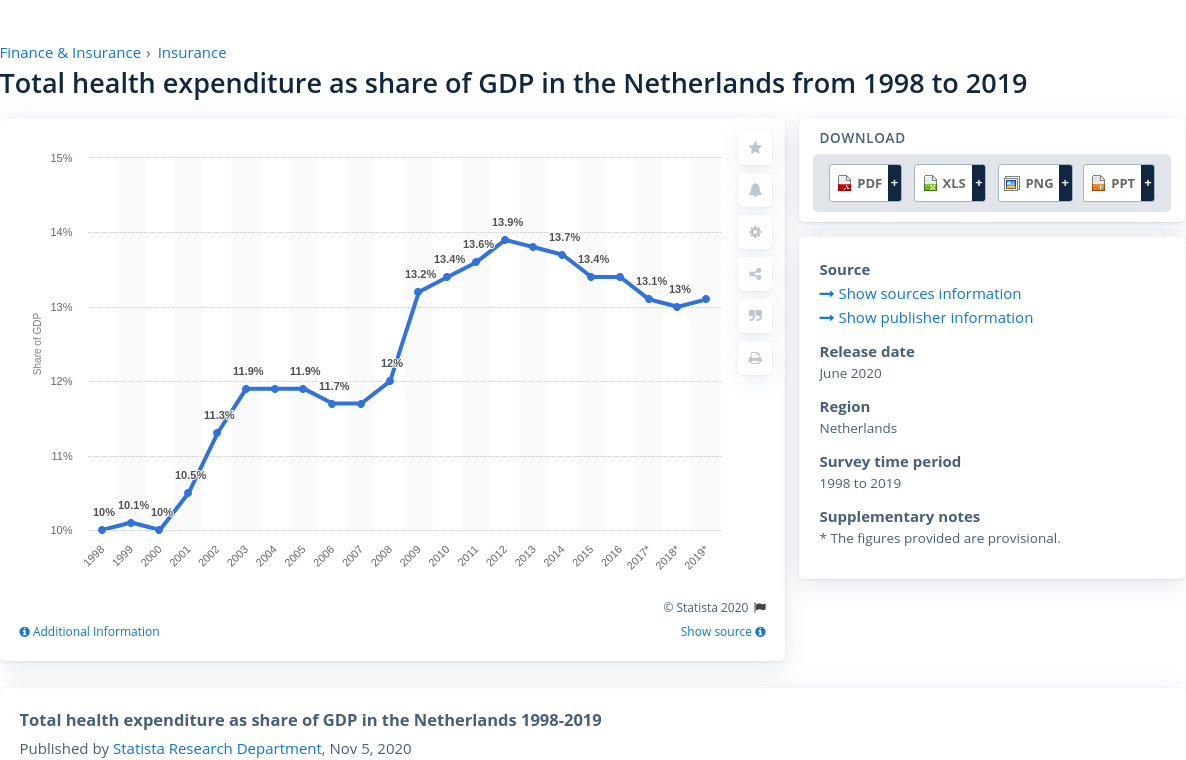 Finance & Insurance › Insurance
Total health expenditure as share of GDP in the Netherlands from 1998 to 2019
15%
14%
13%
12%
11%
10%
Share of GDP
10%
10.1%
10%
10.5%
11.3%
11.9%
11.9%
11.7%
12%
13.2%
13.4%
13.6%
13.9%
13.7%
13.4%
13.1%
13%
1998
1999
2000
2001
2002
2003
2004
2005
2006
2007
2008
2009
2010
2011
2012
2013
2014
2015
2016
2017*
2018*
2019*
© Statista 2020
Additional Information
Show source
DOWNLOAD
PDF +
XLS +
PNG +
PPT +
Source
Show sources information
Show publisher information
Release date
June 2020
Region
Netherlands
Survey time period
1998 to 2019
Supplementary notes
* The figures provided are provisional.
Total health expenditure as share of GDP in the Netherlands 1998-2019
Published by Statista Research Department, Nov 5, 2020